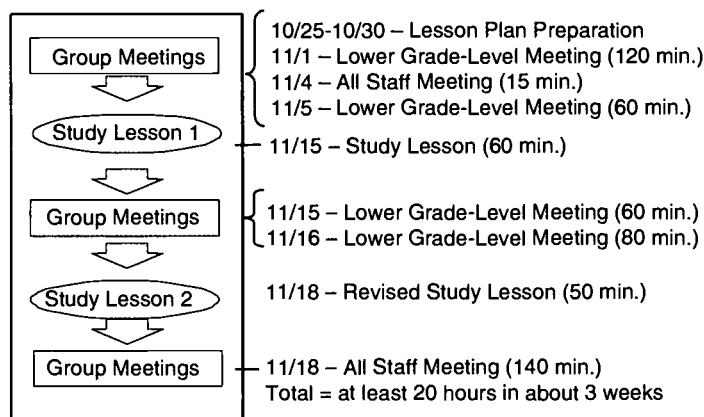 Group Meetings
10/25-10/30 – Lesson Plan Preparation
11/1 – Lower Grade-Level Meeting (120 min.)
11/4 – All Staff Meeting (15 min.)
11/5 – Lower Grade-Level Meeting (60 min.)
Study Lesson 1
11/15 – Study Lesson (60 min.)
Group Meetings
11/15 – Lower Grade-Level Meeting (60 min.)
11/16 – Lower Grade-Level Meeting (80 min.)
Study Lesson 2
11/18 – Revised Study Lesson (50 min.)
Group Meetings
11/18 – All Staff Meeting (140 min.)
Total = at least 20 hours in about 3 weeks